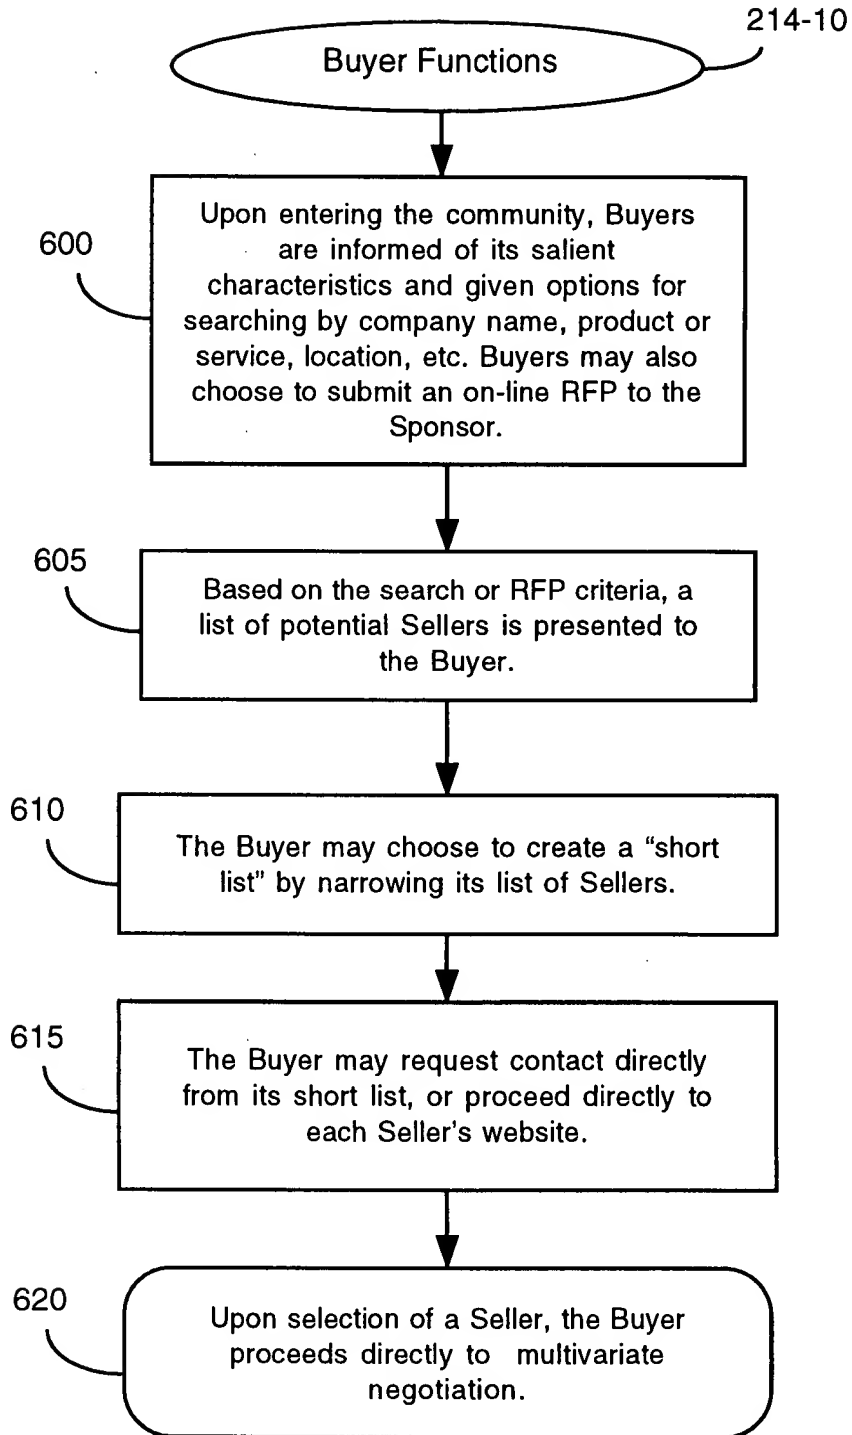 214-10
Buyer Functions
600
Upon entering the community, Buyers
are informed of its salient
characteristics and given options for
searching by company name, product or
service, location, etc. Buyers may also
choose to submit an on-line RFP to the
Sponsor.
605
Based on the search or RFP criteria, a
list of potential Sellers is presented to
the Buyer.
610
The Buyer may choose to create a “short
list” by narrowing its list of Sellers.
615
The Buyer may request contact directly
from its short list, or proceed directly to
each Seller’s website.
620
Upon selection of a Seller, the Buyer
proceeds directly to multivariate
negotiation.